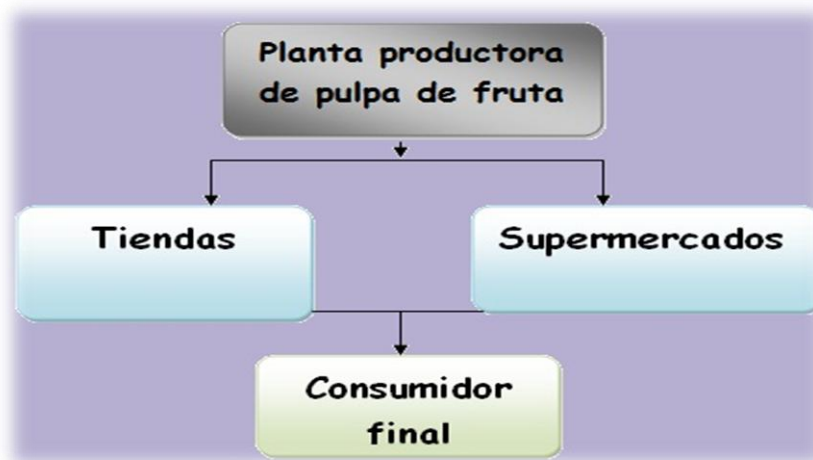 Planta productora
de pulpa de fruta
Tiendas
Supermercados
Consumidor
final